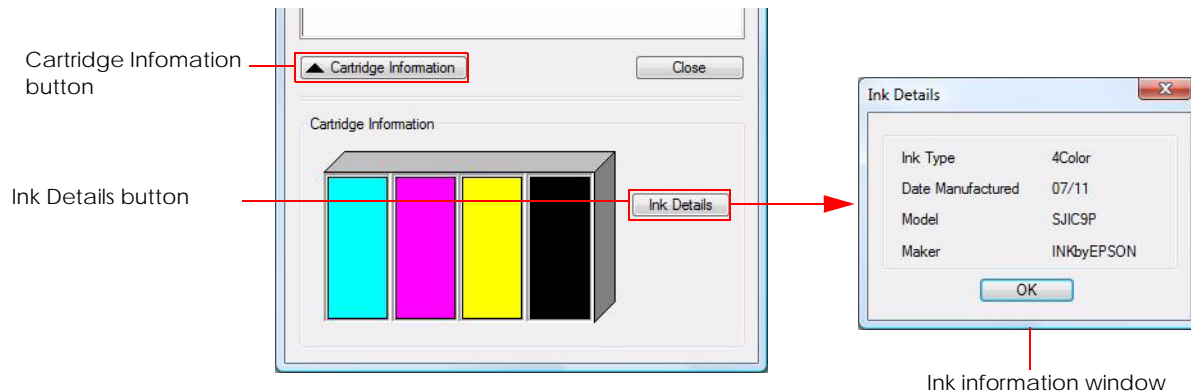 Cartridge Infomation
button
Cartridge Information
Close
Cartridge Information
Ink Details button
Ink Details
Ink Details
Ink Type 4Color
Date Manufactured 07/11
Model SJIC9P
Maker INKbyEPSON
OK
Ink information window